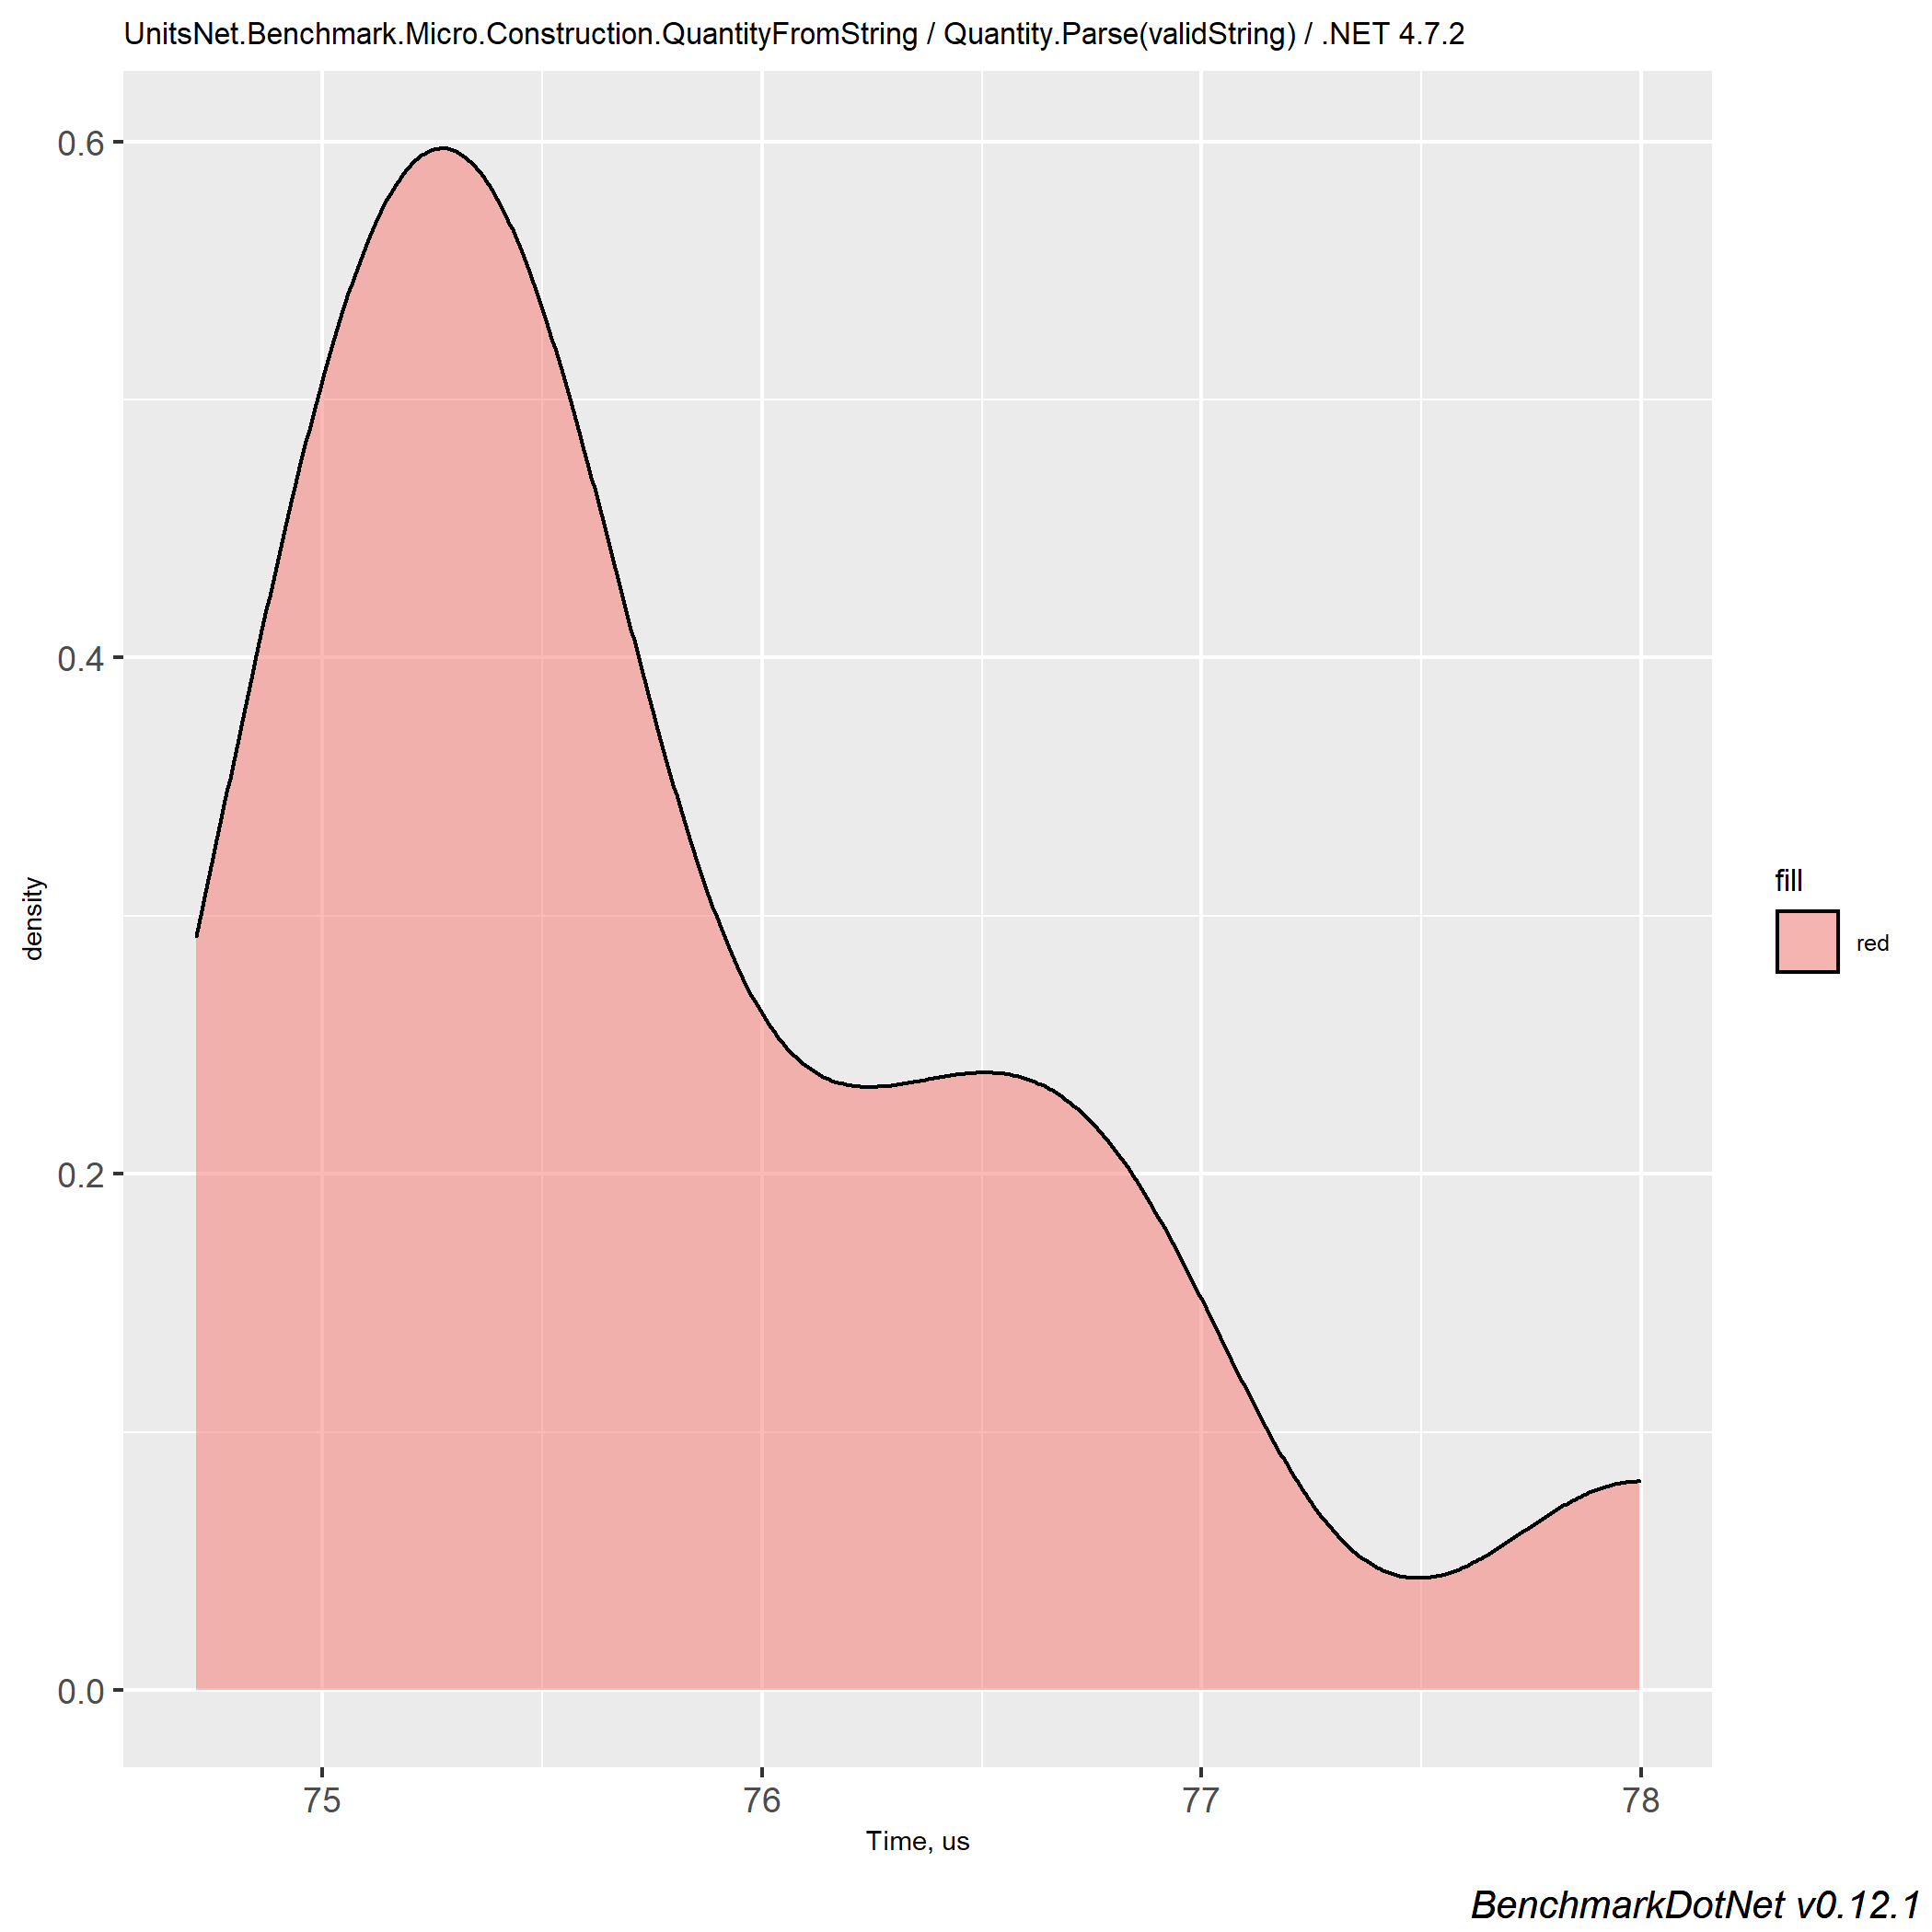 UnitsNet.Benchmark.Micro.Construction.QuantityFromString / Quantity.Parse(validString) / .NET 4.7.2
0.6
0.4
0.2
0.0
density
75
76
77
78
Time, us
fill
red
BenchmarkDotNet v0.12.1